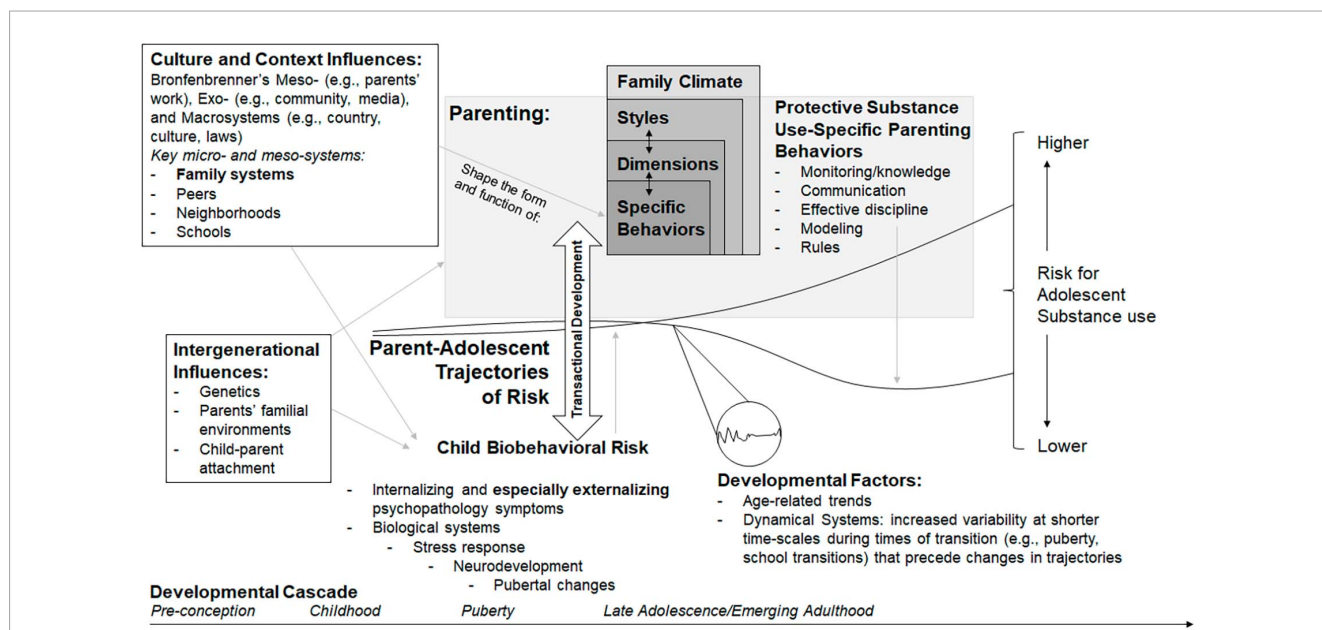 Culture and Context Influences:
Bronfenbrenner's Meso- (e.g., parents'
work), Exo- (e.g., community, media),
and Macrosystems (e.g., country,
culture, laws)
Key micro- and meso-systems:
- Family systems
- Peers
- Neighborhoods
- Schools
Parenting:
Shape the form
and function of:
Family Climate
Styles
Dimensions
Specific
Behaviors
Protective Substance
Use-Specific Parenting
Behaviors
- Monitoring/knowledge
- Communication
- Effective discipline
- Modeling
- Rules
Higher
Risk for
Adolescent
Substance use
Lower
Intergenerational
Influences:
- Genetics
- Parents' familial
environments
- Child-parent
attachment
Parent-Adolescent
Trajectories
of Risk
Transactional Development
Child Biobehavioral Risk
- Internalizing and especially externalizing
psychopathology symptoms
- Biological systems
- Stress response
- Neurodevelopment
- Pubertal changes
Developmental Factors:
- Age-related trends
- Dynamical Systems: increased variability at shorter
time-scales during times of transition (e.g., puberty,
school transitions) that precede changes in trajectories
Developmental Cascade
Pre-conception Childhood Puberty Late Adolescence/Emerging Adulthood